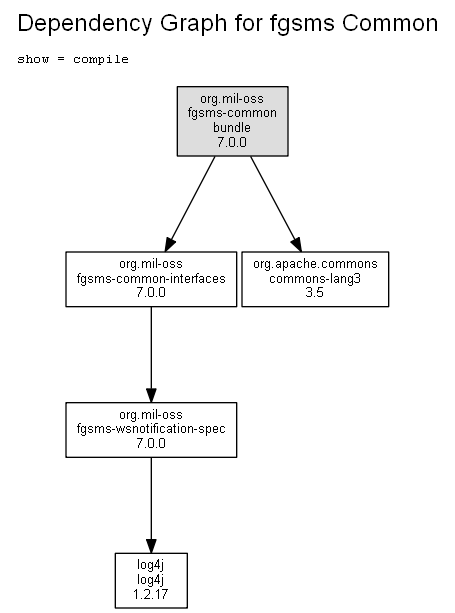 Dependency Graph for fgsms Common
show = compile
org.mil-oss
fgsms-common
bundle
7.0.0
org.mil-oss
fgsms-common-interfaces
7.0.0
org.apache.commons
commons-lang3
3.5
org.mil-oss
fgsms-wsnotification-spec
7.0.0
log4j
log4j
1.2.17